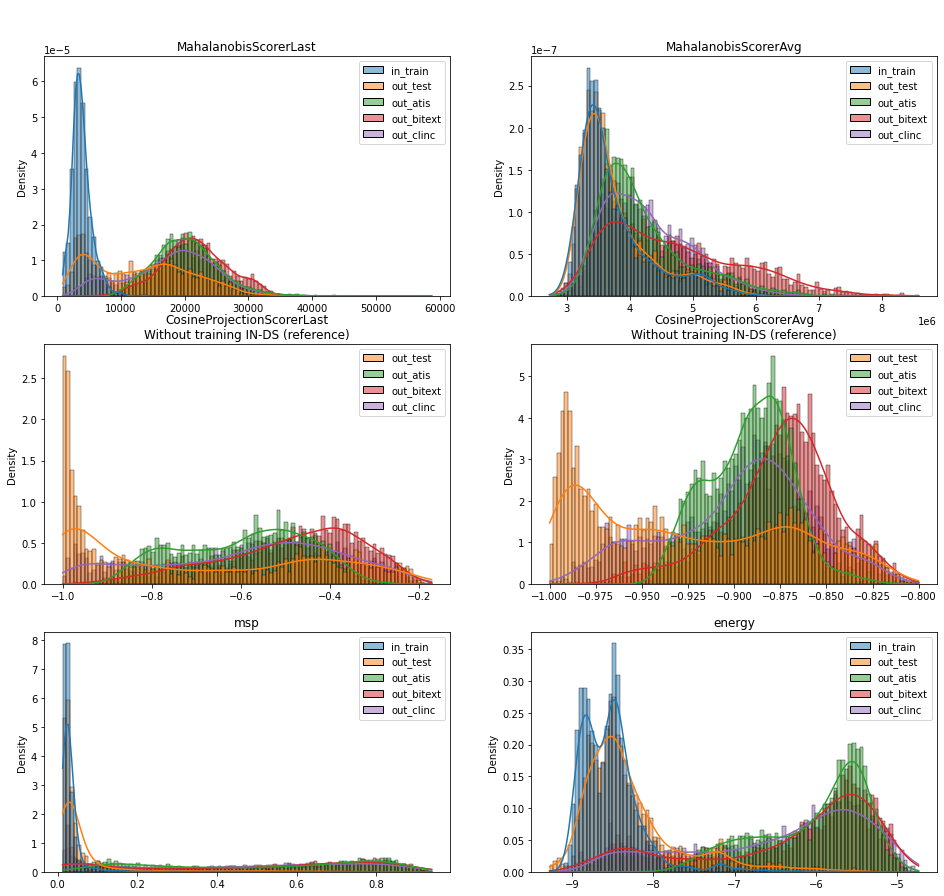 MahalanobisScorerLast
1e−5
Density
6
5
4
3
2
1
0
0 10000 20000 30000 40000 50000 60000
in_train
out_test
out_atis
out_bitext
out_clinc
MahalanobisScorerAvg
1e−7
Density
2.5
2.0
1.5
1.0
0.5
0.0
3 4 5 6 7 8
1e6
in_train
out_test
out_atis
out_bitext
out_clinc
CosineProjectionScorerLast
Without training IN-DS (reference)
Density
2.5
2.0
1.5
1.0
0.5
0.0
−1.0 −0.8 −0.6 −0.4 −0.2
out_test
out_atis
out_bitext
out_clinc
CosineProjectionScorerAvg
Without training IN-DS (reference)
Density
5
4
3
2
1
0
−1.000 −0.975 −0.950 −0.925 −0.900 −0.875 −0.850 −0.825 −0.800
out_test
out_atis
out_bitext
out_clinc
msp
Density
8
7
6
5
4
3
2
1
0
0.0 0.2 0.4 0.6 0.8
in_train
out_test
out_atis
out_bitext
out_clinc
energy
Density
0.35
0.30
0.25
0.20
0.15
0.10
0.05
0.00
−9 −8 −7 −6 −5
in_train
out_test
out_atis
out_bitext
out_clinc